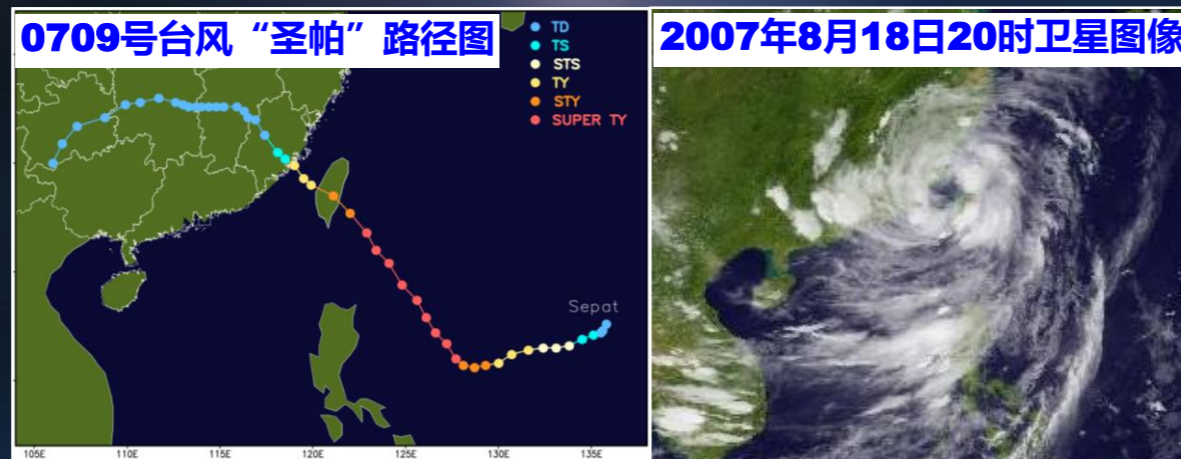 0709号台风“圣帕”路径图
TD
TS
STS
TY
STY
SUPER TY
Sepat
105E
110E
115E
120E
125E
130E
135E
2007年8月18日20时卫星图像